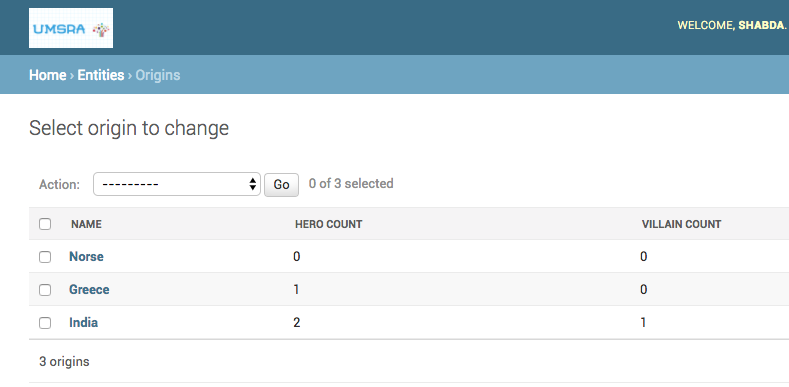 UMSRA
WELCOME, SHABDA.
Home › Entities › Origins
Select origin to change
Action: --------- Go 0 of 3 selected
NAME HERO COUNT VILLAIN COUNT
Norse 0 0
Greece 1 0
India 2 1
3 origins